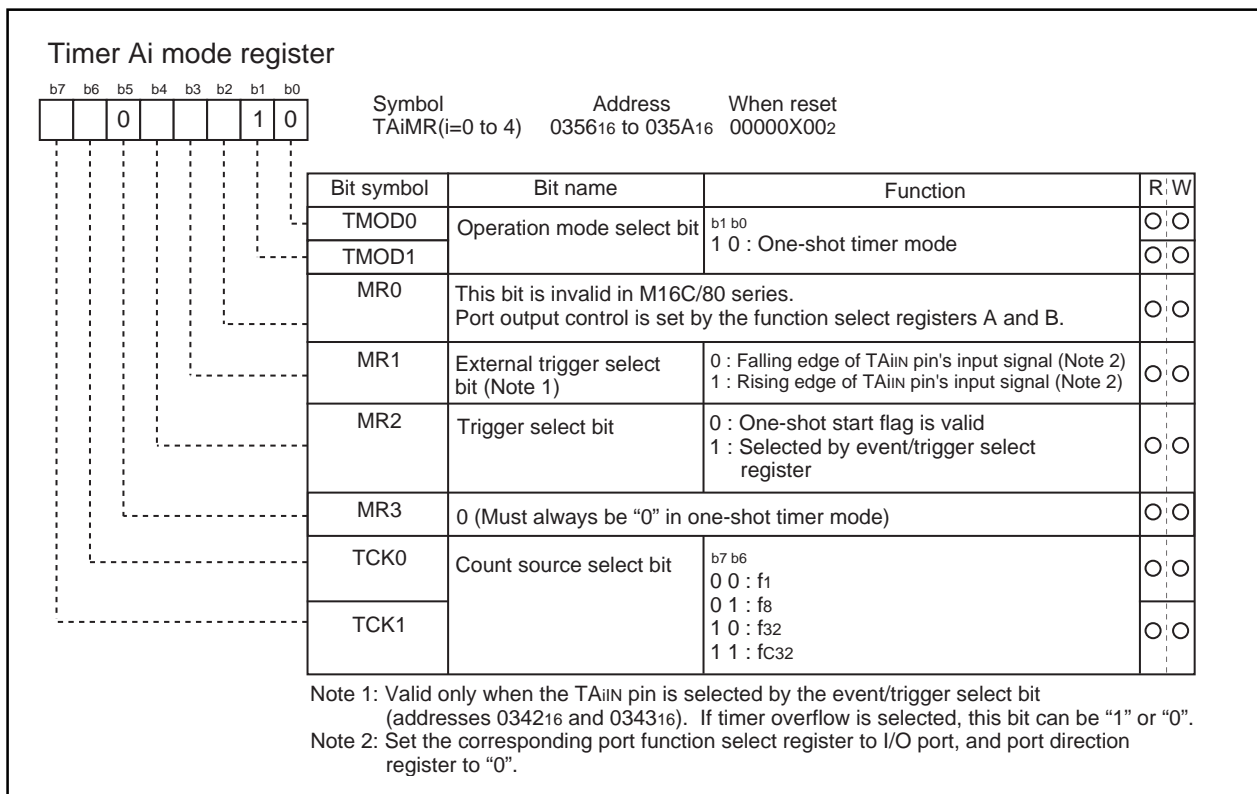 Timer Ai mode register
b7 b6 b5 b4 b3 b2 b1 b0
0 1 0
Symbol Address When reset
TAiMR(i=0 to 4) 035616 to 035A16 00000X002
Bit symbol Bit name Function R W
TMOD0 Operation mode select bit b1 b0
1 0 : One-shot timer mode
TMOD1
MR0 This bit is invalid in M16C/80 series.
Port output control is set by the function select registers A and B.
MR1 External trigger select bit (Note 1) 0 : Falling edge of TAiIN pin's input signal (Note 2)
1 : Rising edge of TAiIN pin's input signal (Note 2)
MR2 Trigger select bit 0 : One-shot start flag is valid
1 : Selected by event/trigger select
register
MR3 0 (Must always be “0” in one-shot timer mode)
TCK0 Count source select bit b7 b6
0 0 : f1
0 1 : f8
TCK1 1 0 : f32
1 1 : fC32
Note 1: Valid only when the TAiIN pin is selected by the event/trigger select bit
(addresses 034216 and 034316). If timer overflow is selected, this bit can be “1” or “0”.
Note 2: Set the corresponding port function select register to I/O port, and port direction
register to “0”.